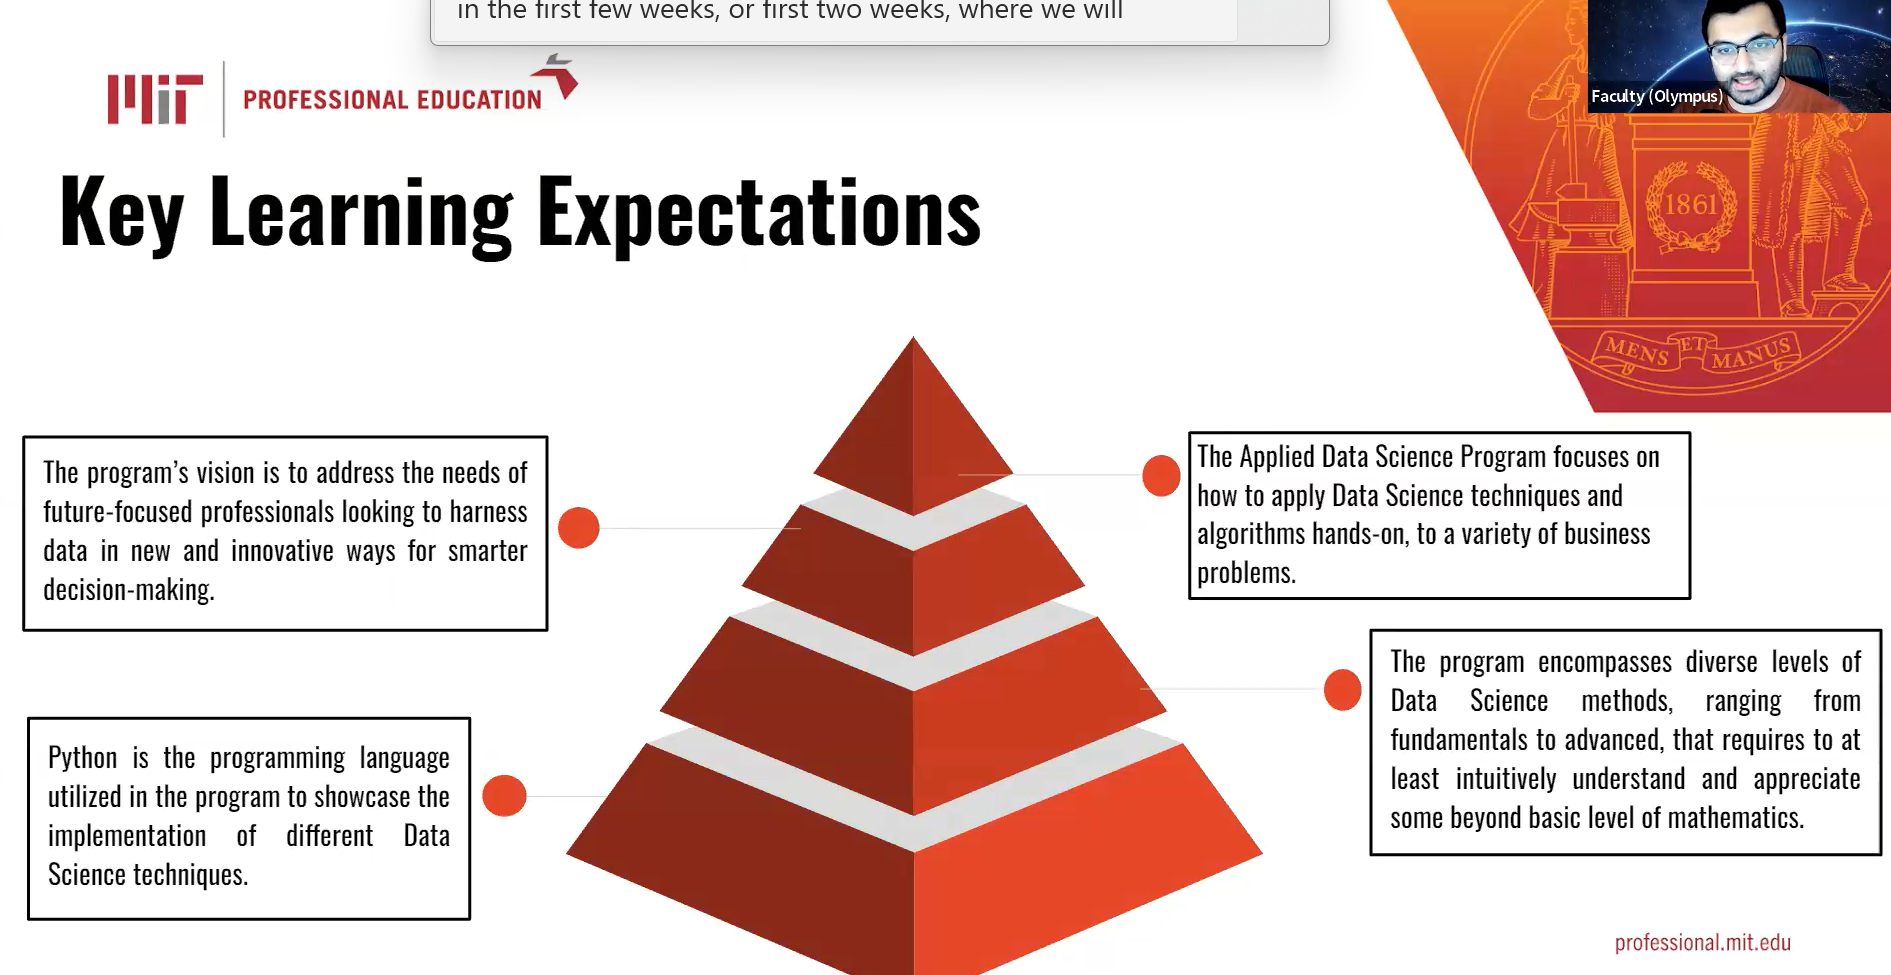 in the first few weeks, or first two weeks, where we will
Faculty (Olympus)
MIT PROFESSIONAL EDUCATION
Key Learning Expectations
1861
MENS ET MANUS
The program’s vision is to address the needs of
future-focused professionals looking to harness
data in new and innovative ways for smarter
decision-making.
The Applied Data Science Program focuses on
how to apply Data Science techniques and
algorithms hands-on, to a variety of business
problems.
Python is the programming language
utilized in the program to showcase the
implementation of different Data
Science techniques.
The program encompasses diverse levels of
Data Science methods, ranging from
fundamentals to advanced, that requires to at
least intuitively understand and appreciate
some beyond basic level of mathematics.
professional.mit.edu